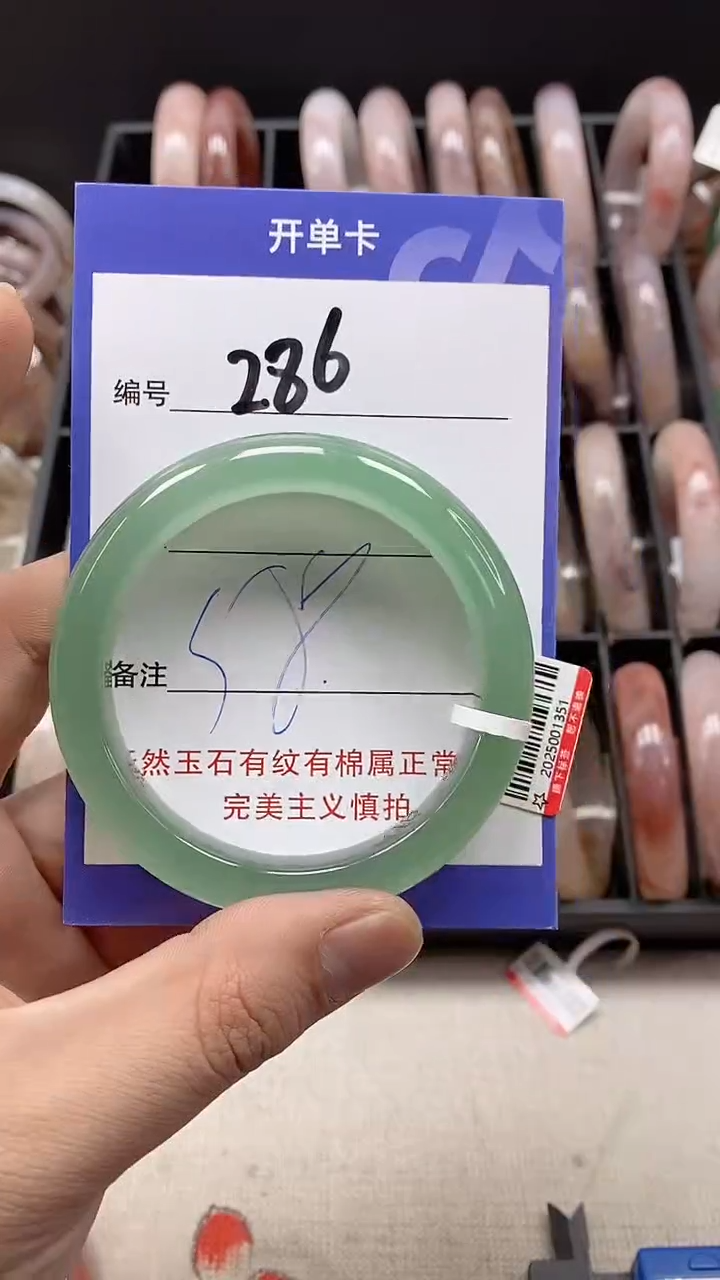 开单卡
编号 286
58.
备注
然玉石有纹有棉属正常
完美主义慎拍
2025001351